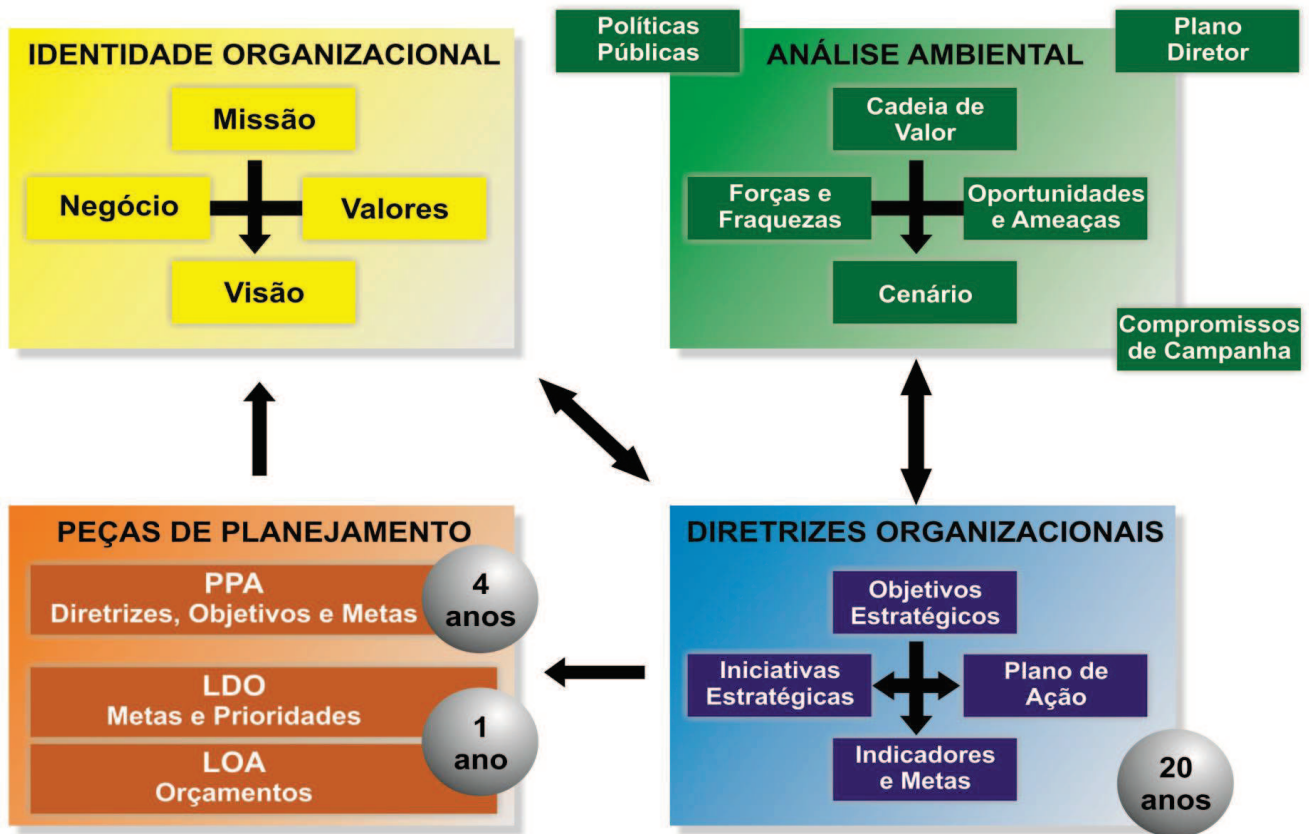 IDENTIDADE ORGANIZACIONAL
Missão
Negócio
Valores
Visão
Políticas
Públicas
ANÁLISE AMBIENTAL
Plano
Diretor
Cadeia de
Valor
Forças e
Fraquezas
Oportunidades
e Ameaças
Cenário
Compromissos
de Campanha
PEÇAS DE PLANEJAMENTO
PPA
Diretrizes, Objetivos e Metas
4
anos
LDO
Metas e Prioridades
1
ano
LOA
Orçamentos
DIRETRIZES ORGANIZACIONAIS
Objetivos
Estratégicos
Iniciativas
Estratégicas
Plano de
Ação
Indicadores
e Metas
20
anos